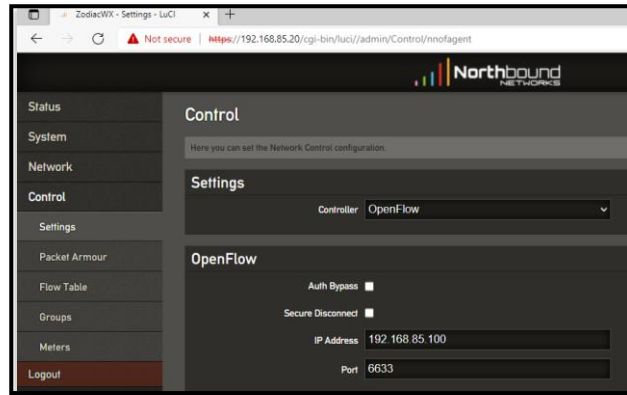 ZodiacWX - Settings - LuCI
Not secure https://192.168.85.20/cgi-bin/luci//admin/Control/nnofagent
Northbound
NETWORKS
Status
System
Network
Control
Settings
Packet Armour
Flow Table
Groups
Meters
Logout
Control
Here you can set the Network Control configuration.
Settings
Controller OpenFlow
OpenFlow
Auth Bypass
Secure Disconnect
IP Address 192.168.85.100
Port 6633